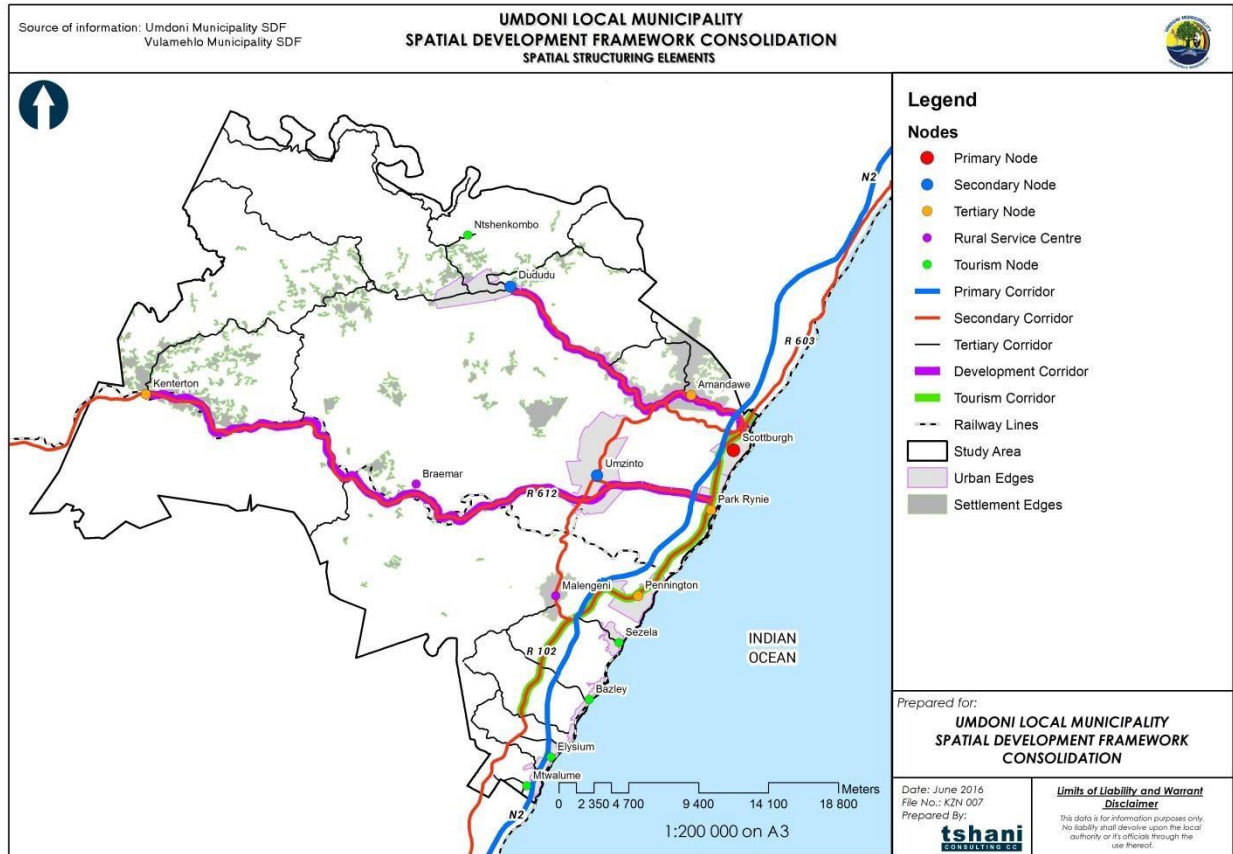 Source of information: Umdoni Municipality SDF
Vulamehlo Municipality SDF
UMDONI LOCAL MUNICIPALITY
SPATIAL DEVELOPMENT FRAMEWORK CONSOLIDATION
SPATIAL STRUCTURING ELEMENTS
N2
Ntshenkombo
Dududu
R 603
Kenterton
Amandawe
Scottburgh
Umzinto
Braemar
R 612
Park Rynie
Malengeni
Pennington
Sezela
INDIAN
OCEAN
R 102
Bazley
Elysium
Mtwalume
N2
Meters
0 2 350 4 700 9 400 14 100 18 800
1:200 000 on A3
Legend
Nodes
Primary Node
Secondary Node
Tertiary Node
Rural Service Centre
Tourism Node
Primary Corridor
Secondary Corridor
Tertiary Corridor
Development Corridor
Tourism Corridor
Railway Lines
Study Area
Urban Edges
Settlement Edges
Prepared for:
UMDONI LOCAL MUNICIPALITY
SPATIAL DEVELOPMENT FRAMEWORK
CONSOLIDATION
Date: June 2016
File No.: KZN 007
Prepared By:
tshani
CONSULTING CC
Limits of Liability and Warrant
Disclaimer
This data is for information purposes only.
No liability shall devolve upon the local
authority or it's officials through the
use thereof.